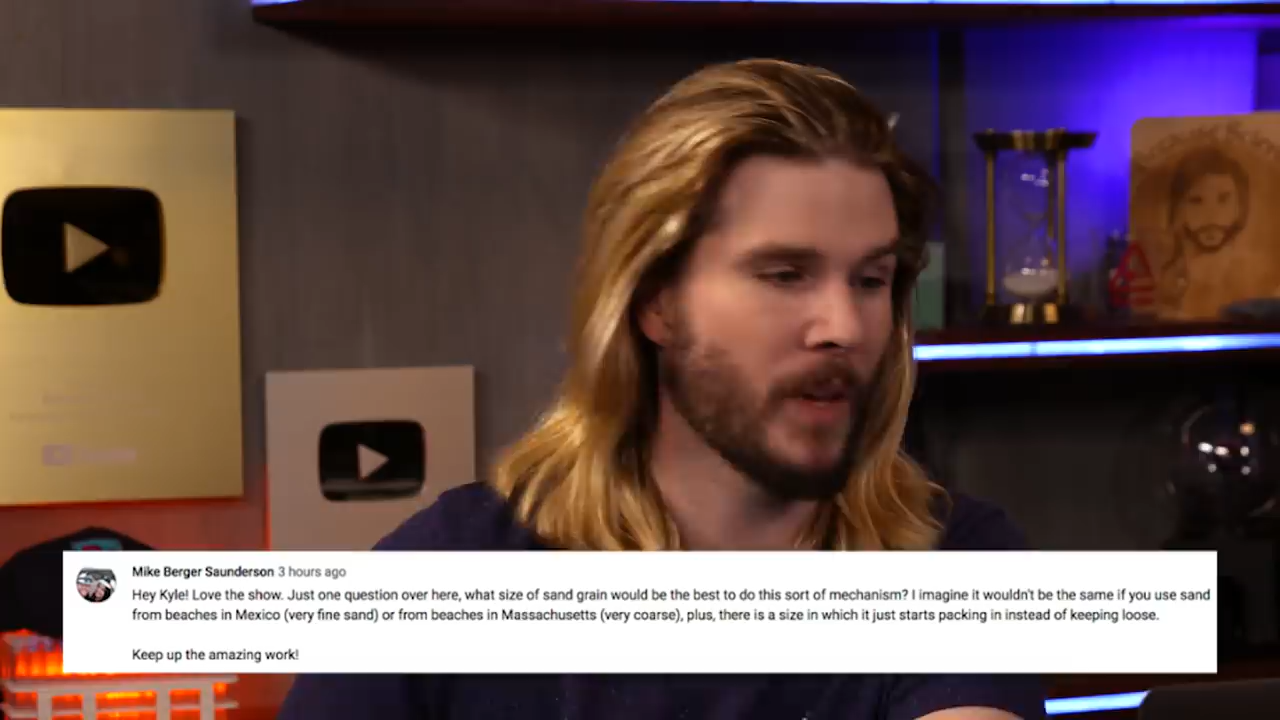 Mike Berger Saunderson 3 hours ago
Hey Kyle! Love the show. Just one question over here, what size of sand grain would be the best to do this sort of mechanism? I imagine it wouldn't be the same if you use sand
from beaches in Mexico (very fine sand) or from beaches in Massachusetts (very coarse), plus, there is a size in which it just starts packing in instead of keeping loose.
Keep up the amazing work!